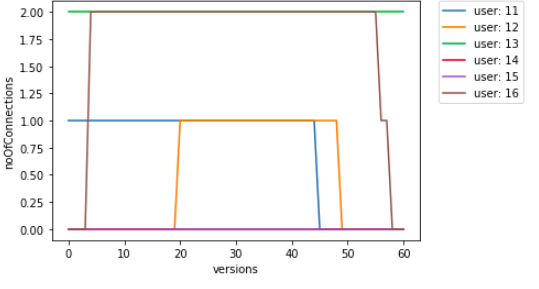 2.00
1.75
1.50
1.25
1.00
0.75
0.50
0.25
0.00
noOfConnections
0 10 20 30 40 50 60
versions
user: 11
user: 12
user: 13
user: 14
user: 15
user: 16